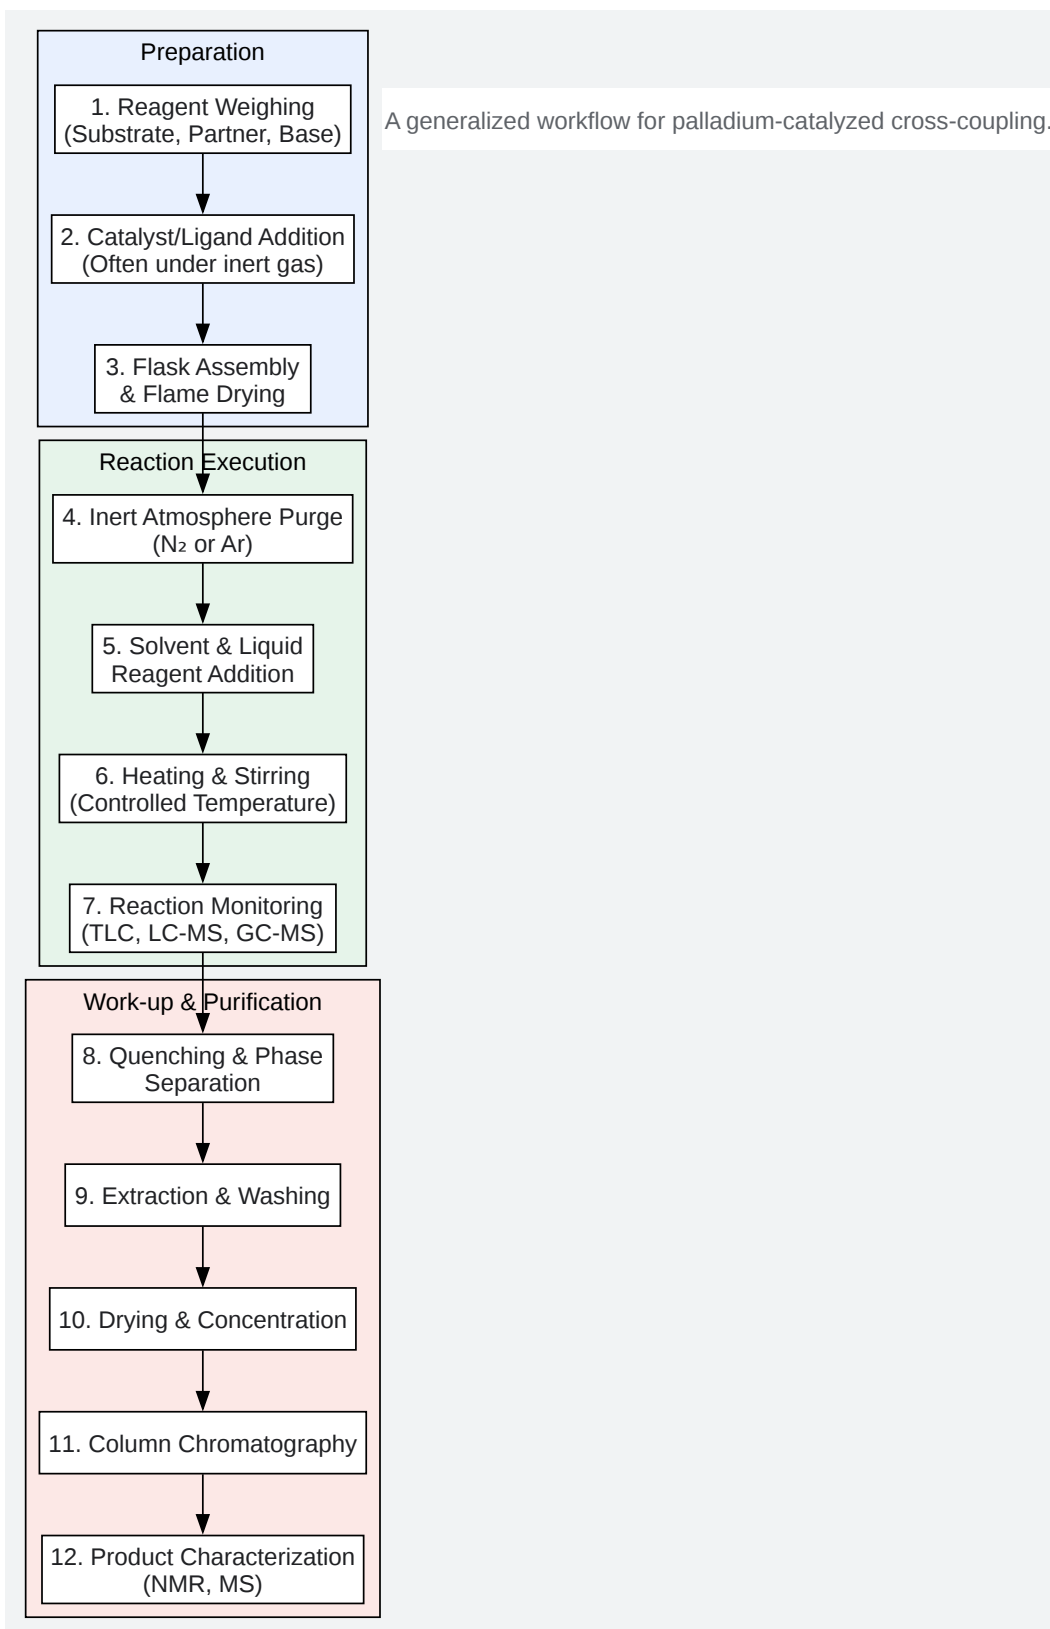 Preparation
1. Reagent Weighing
(Substrate, Partner, Base)
A generalized workflow for palladium-catalyzed cross-coupling.
2. Catalyst/Ligand Addition
(Often under inert gas)
3. Flask Assembly
& Flame Drying
Reaction Execution
4. Inert Atmosphere Purge
(N₂ or Ar)
5. Solvent & Liquid
Reagent Addition
6. Heating & Stirring
(Controlled Temperature)
7. Reaction Monitoring
(TLC, LC-MS, GC-MS)
Work-up & Purification
8. Quenching & Phase
Separation
9. Extraction & Washing
10. Drying & Concentration
11. Column Chromatography
12. Product Characterization
(NMR, MS)